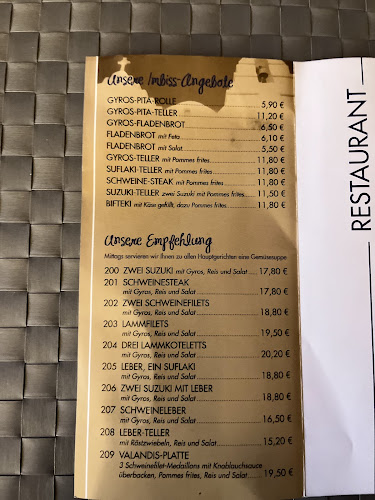 Unsere Imbiss-Angebote
GYROS-PITA-ROLLE 5,90 €
GYROS-PITA-TELLER 11,20 €
GYROS-FLADENBROT 6,50 €
FLADENBROT mit Feta 6,10 €
FLADENBROT mit Salat 5,50 €
GYROS-TELLER mit Pommes frites 11,80 €
SUFLAKI-TELLER mit Pommes frites 11,80 €
SCHWEINE-STEAK mit Pommes frites 11,80 €
SUZUKI-TELLER zwei Suzuki mit Pommes frites 11,50 €
BIFTEKI mit Käse gefüllt, dazu Pommes frites 11,80 €
Unsere Empfehlung
Mittags servieren wir Ihnen zu allen Hauptgerichten eine Gemüsesuppe
200 ZWEI SUZUKI mit Gyros, Reis und Salat 17,80 €
201 SCHWEINESTEAK
mit Gyros, Reis und Salat 17,80 €
202 ZWEI SCHWEINEFILETS
mit Gyros, Reis und Salat 18,80 €
203 LAMMFILETS
mit Gyros, Reis und Salat 19,50 €
204 DREI LAMMKOTELETTS
mit Gyros, Reis und Salat 20,20 €
205 LEBER, EIN SUFLAKI
mit Gyros, Reis und Salat 18,80 €
206 ZWEI SUZUKI MIT LEBER
mit Gyros, Reis und Salat 18,80 €
207 SCHWEINELEBER
mit Gyros, Reis und Salat 16,50 €
208 LEBER-TELLER
mit Röstzwiebeln, Reis und Salat 15,20 €
209 VALANDIS-PLATTE
3 Schweinefilet-Medaillons mit Knoblauchsauce
überbacken, Pommes frites, Reis und Salat 19,50 €
RESTAURANT